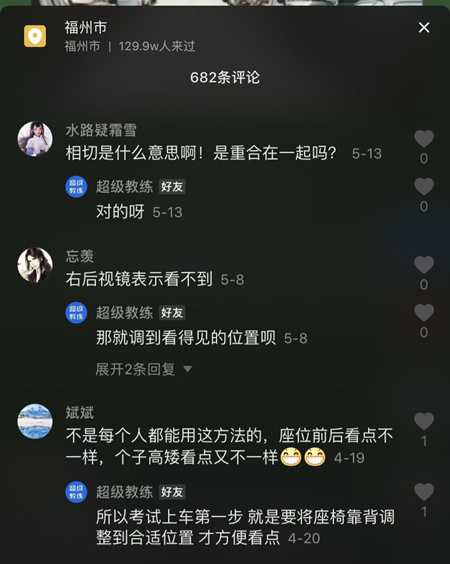 福州市
福州市 | 129.9w人来过
682条评论
水路疑霜雪
相切是什么意思啊！是重合在一起吗？ 5-13
0
超级教练 好友
对的呀 5-13
0
忘羡
右后视镜表示看不到 5-8
0
超级教练 好友
那就调到看得见的位置呗 5-8
0
展开2条回复
斌斌
不是每个人都能用这方法的，座位前后看点不
一样，个子高矮看点又不一样😁😁 4-19
1
超级教练 好友
所以考试上车第一步 就是要将座椅靠背调
整到合适位置 才方便看点 4-20
1